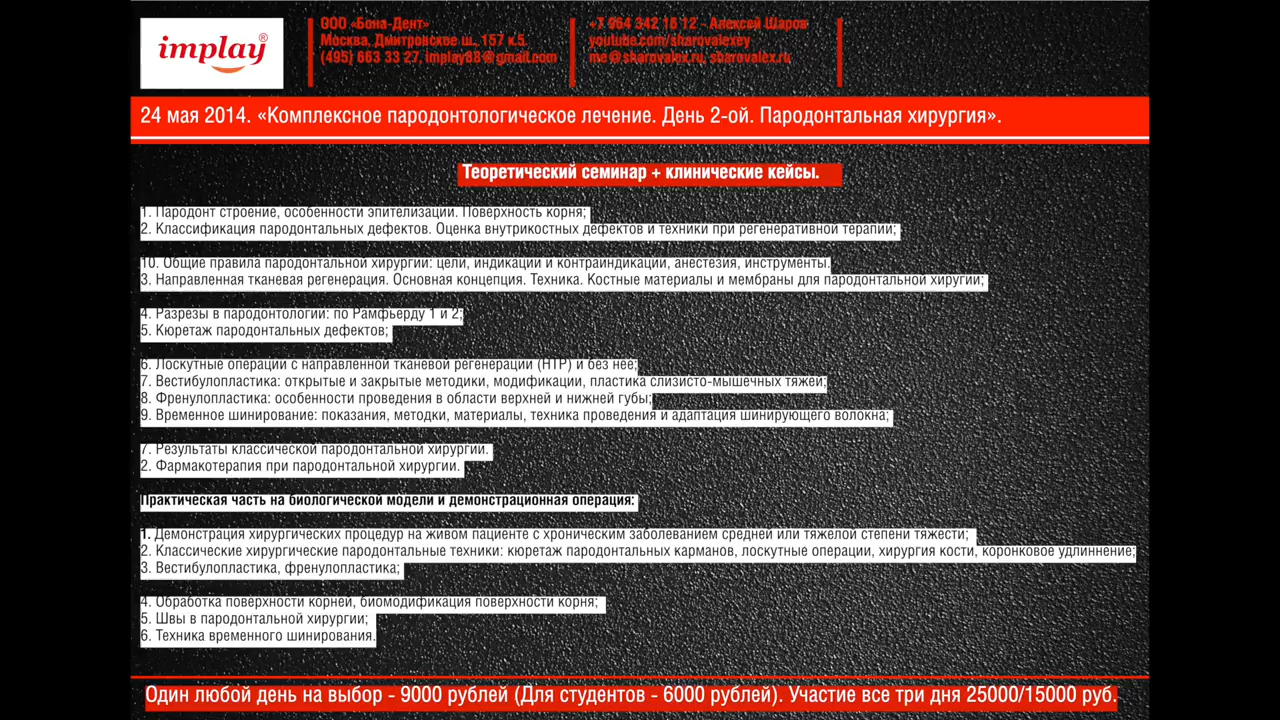 implay®
ООО «Бона-Дент»
Москва, Дмитровское ш., 157 к.5.
(495) 663 33 27, implay88@gmail.com
+7 964 342 16 12 - Алексей Шаров
youtube.com/sharovalexey
me@sharovalex.ru, sharovalex.ru
24 мая 2014. «Комплексное пародонтологическое лечение. День 2-ой. Пародонтальная хирургия».
Теоретический семинар + клинические кейсы.
1. Пародонт строение, особенности эпителизации. Поверхность корня;
2. Классификация пародонтальных дефектов. Оценка внутрикостных дефектов и техники при регенеративной терапии;
10. Общие правила пародонтальной хирургии: цели, индикации и контраиндикации, анестезия, инструменты.
3. Направленная тканевая регенерация. Основная концепция. Техника. Костные материалы и мембраны для пародонтальной хиругии;
4. Разрезы в пародонтологии: по Рамфьерду 1 и 2;
5. Кюретаж пародонтальных дефектов;
6. Лоскутные операции с направленной тканевой регенерации (НТР) и без нее;
7. Вестибулопластика: открытые и закрытые методики, модификации, пластика слизисто-мышечных тяжей;
8. Френулопластика: особенности проведения в области верхней и нижней губы;
9. Временное шинирование: показания, методки, материалы, техника проведения и адаптация шинирующего волокна;
7. Результаты классической пародонтальной хирургии.
2. Фармакотерапия при пародонтальной хирургии.
Практическая часть на биологической модели и демонстрационная операция:
1. Демонстрация хирургических процедур на живом пациенте с хроническим заболеванием средней или тяжелой степени тяжести;
2. Классические хирургические пародонтальные техники: кюретаж пародонтальных карманов, лоскутные операции, хирургия кости, коронковое удлиннение;
3. Вестибулопластика, френулопластика;
4. Обработка поверхности корней, биомодификация поверхности корня;
5. Швы в пародонтальной хирургии;
6. Техника временного шинирования.
Один любой день на выбор - 9000 рублей (Для студентов - 6000 рублей). Участие все три дня 25000/15000 руб.